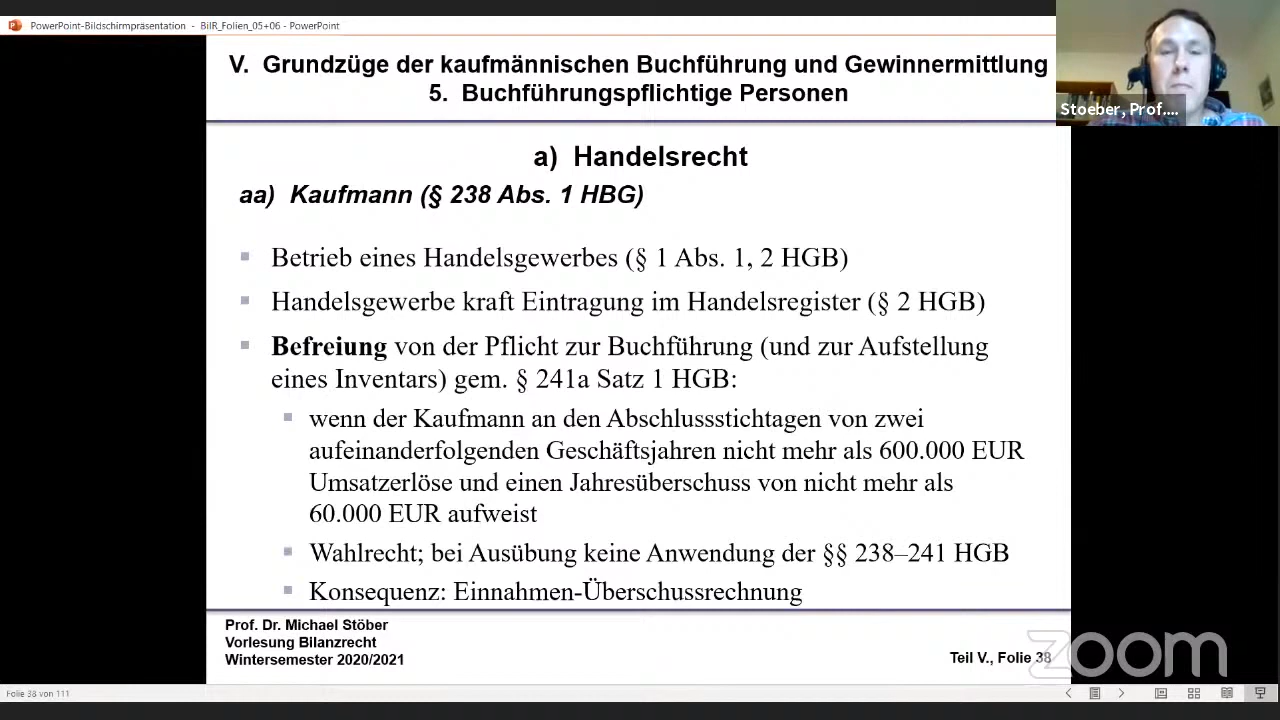 PowerPoint-Bildschirmpräsentation - BilR_Folien_05+06 - PowerPoint
V. Grundzüge der kaufmännischen Buchführung und Gewinnermittlung
5. Buchführungspflichtige Personen
Stoeber, Prof....
a) Handelsrecht
aa) Kaufmann (§ 238 Abs. 1 HBG)
Betrieb eines Handelsgewerbes (§ 1 Abs. 1, 2 HGB)
Handelsgewerbe kraft Eintragung im Handelsregister (§ 2 HGB)
Befreiung von der Pflicht zur Buchführung (und zur Aufstellung
eines Inventars) gem. § 241a Satz 1 HGB:
wenn der Kaufmann an den Abschlussstichtagen von zwei
aufeinanderfolgenden Geschäftsjahren nicht mehr als 600.000 EUR
Umsatzerlöse und einen Jahresüberschuss von nicht mehr als
60.000 EUR aufweist
Wahlrecht; bei Ausübung keine Anwendung der §§ 238–241 HGB
Konsequenz: Einnahmen-Überschussrechnung
Prof. Dr. Michael Stöber
Vorlesung Bilanzrecht
Wintersemester 2020/2021
Teil V., Folie 38
zoom
Folie 38 von 111